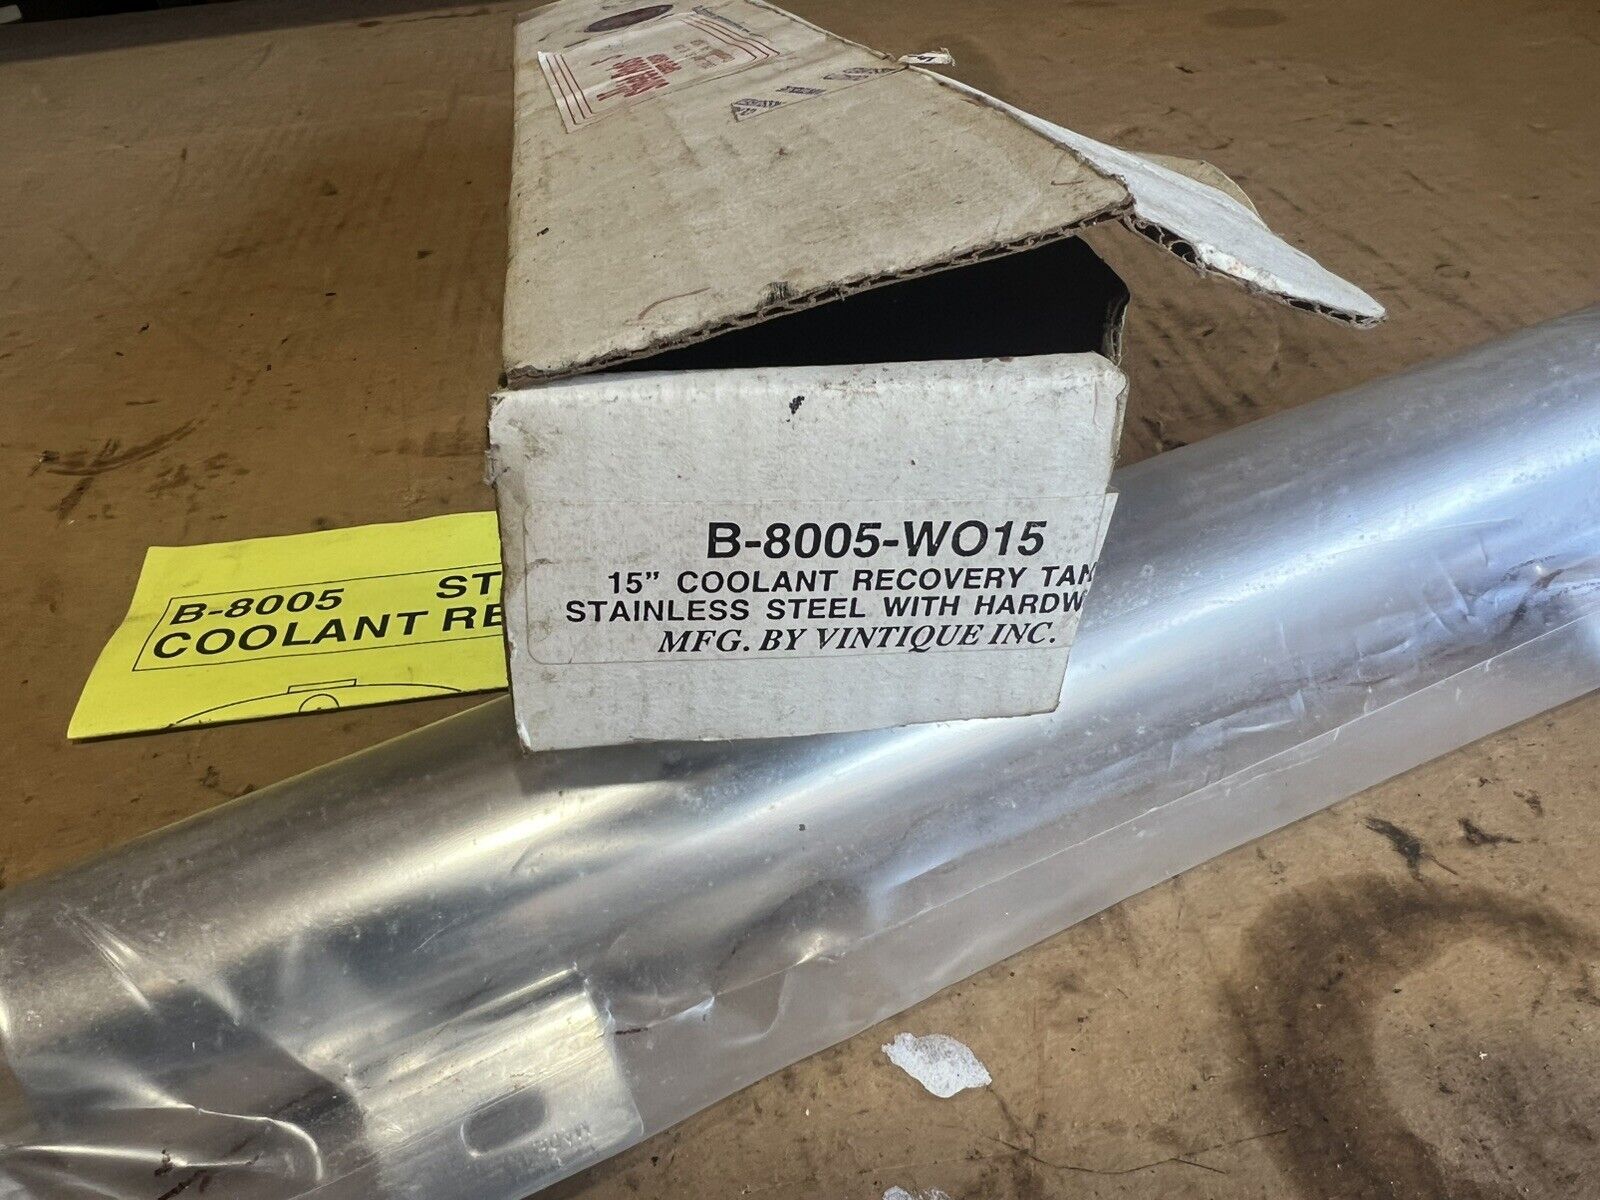 B-8005-WO15
15” COOLANT RECOVERY TAN
STAINLESS STEEL WITH HARDW
MFG. BY VINTIQUE INC.
B-8005 ST
COOLANT RE